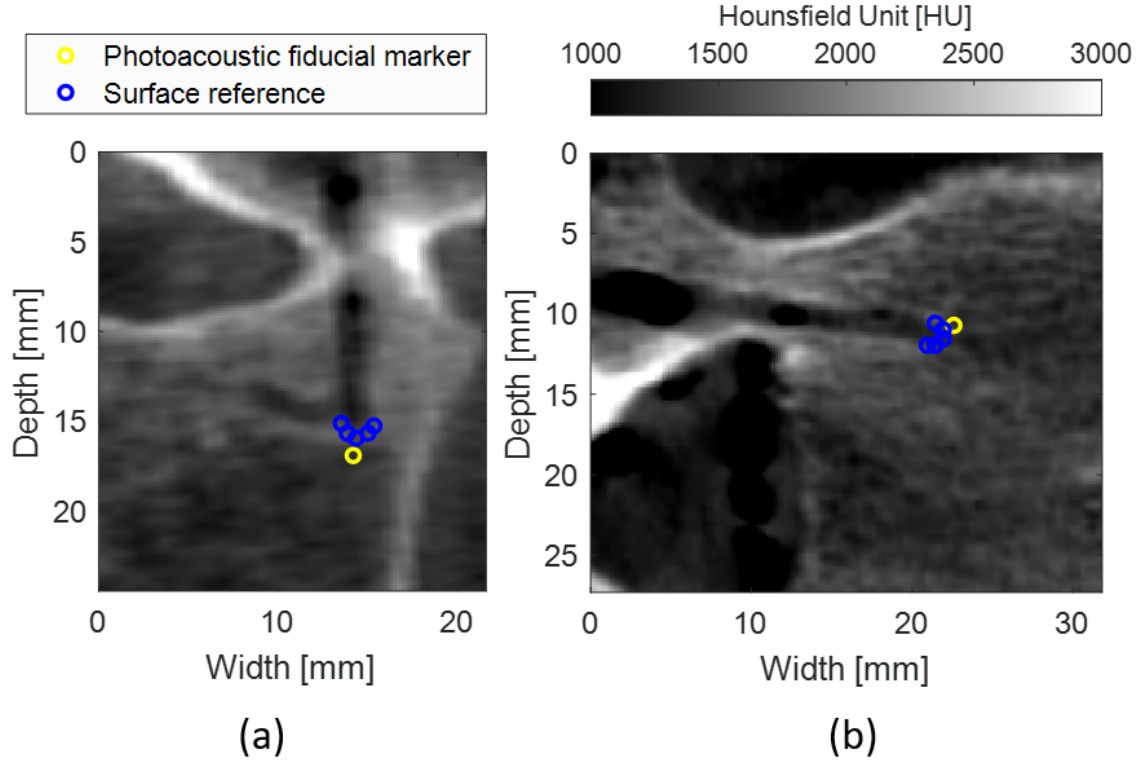 Photoacoustic fiducial marker
Surface reference
Hounsfield Unit [HU]
1000 1500 2000 2500 3000
0
5
10
15
20
Depth [mm]
0 10 20
Width [mm]
(a)
0
5
10
15
20
25
Depth [mm]
0 10 20 30
Width [mm]
(b)